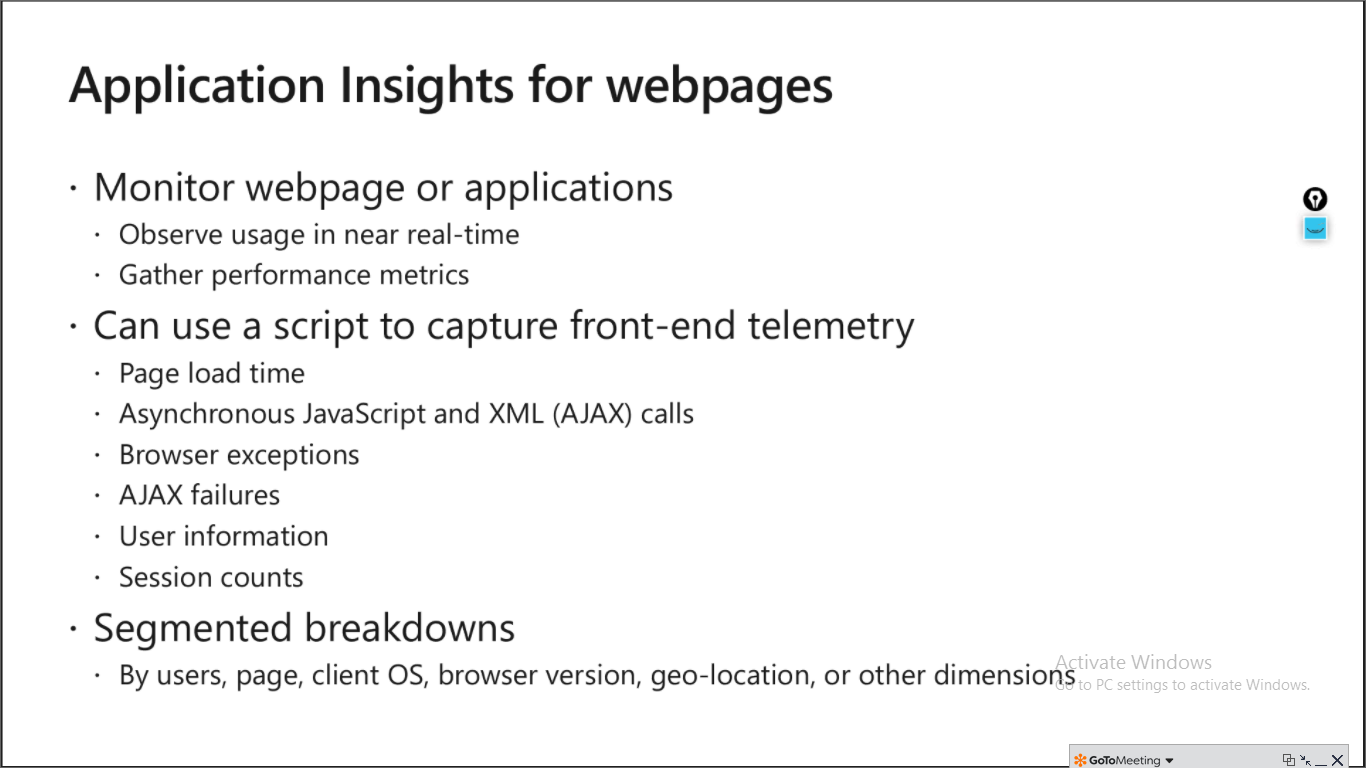 Application Insights for webpages
· Monitor webpage or applications
· Observe usage in near real-time
· Gather performance metrics
· Can use a script to capture front-end telemetry
· Page load time
· Asynchronous JavaScript and XML (AJAX) calls
· Browser exceptions
· AJAX failures
· User information
· Session counts
· Segmented breakdowns
· By users, page, client OS, browser version, geo-location, or other dimensions
Activate Windows
Go to PC settings to activate Windows.
GoToMeeting